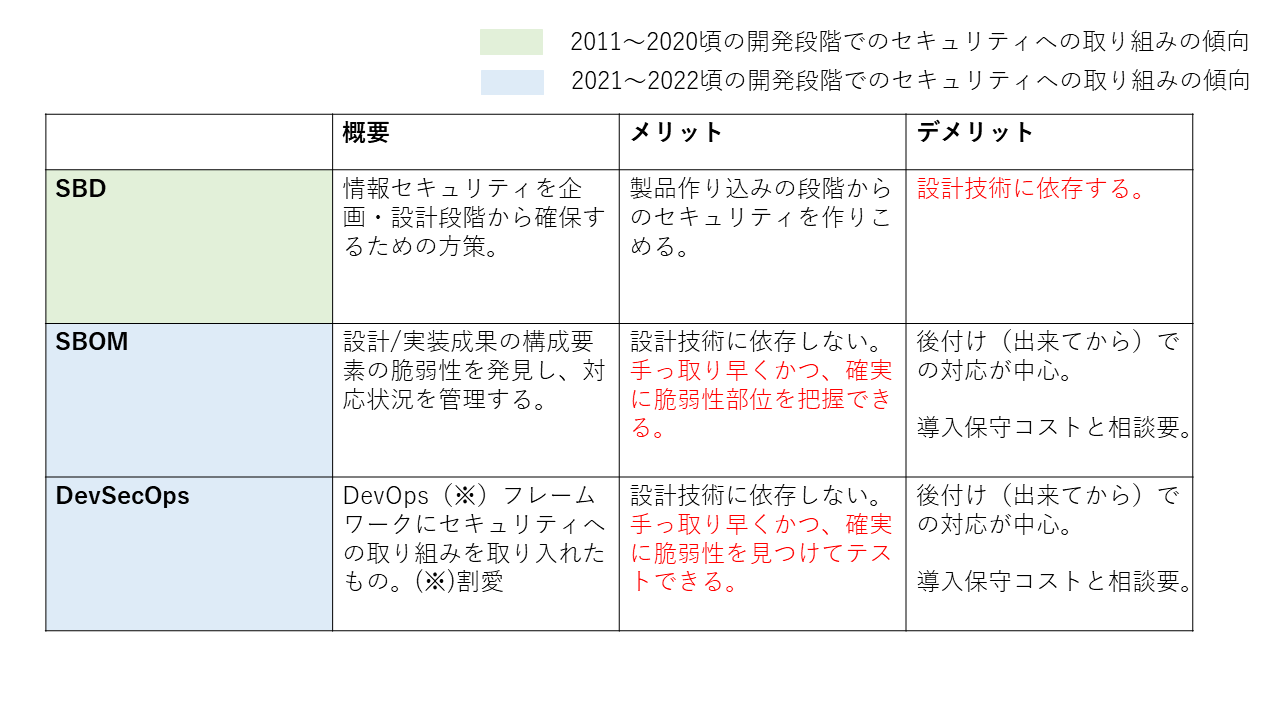 2011～2020頃の開発段階でのセキュリティへの取り組みの傾向
2021～2022頃の開発段階でのセキュリティへの取り組みの傾向
概要
メリット
デメリット
SBD
情報セキュリティを企
画・設計段階から確保す
るための方策。
製品作り込みの段階から
のセキュリティを作りこ
める。
設計技術に依存する。
SBOM
設計/実装成果の構成要
素の脆弱性を発見し、対
応状況を管理する。
設計技術に依存しない。
手っ取り早くかつ、確実
に脆弱性部位を把握でき
る。
後付け（出来てから）で
の対応が中心。
導入保守コストと相談要。
DevSecOps
DevOps（※）フレーム
ワークにセキュリティへ
の取り組みを取り入れた
もの。(※)割愛
設計技術に依存しない。
手っ取り早くかつ、確実
に脆弱性を見つけてテス
トできる。
後付け（出来てから）で
の対応が中心。
導入保守コストと相談要。